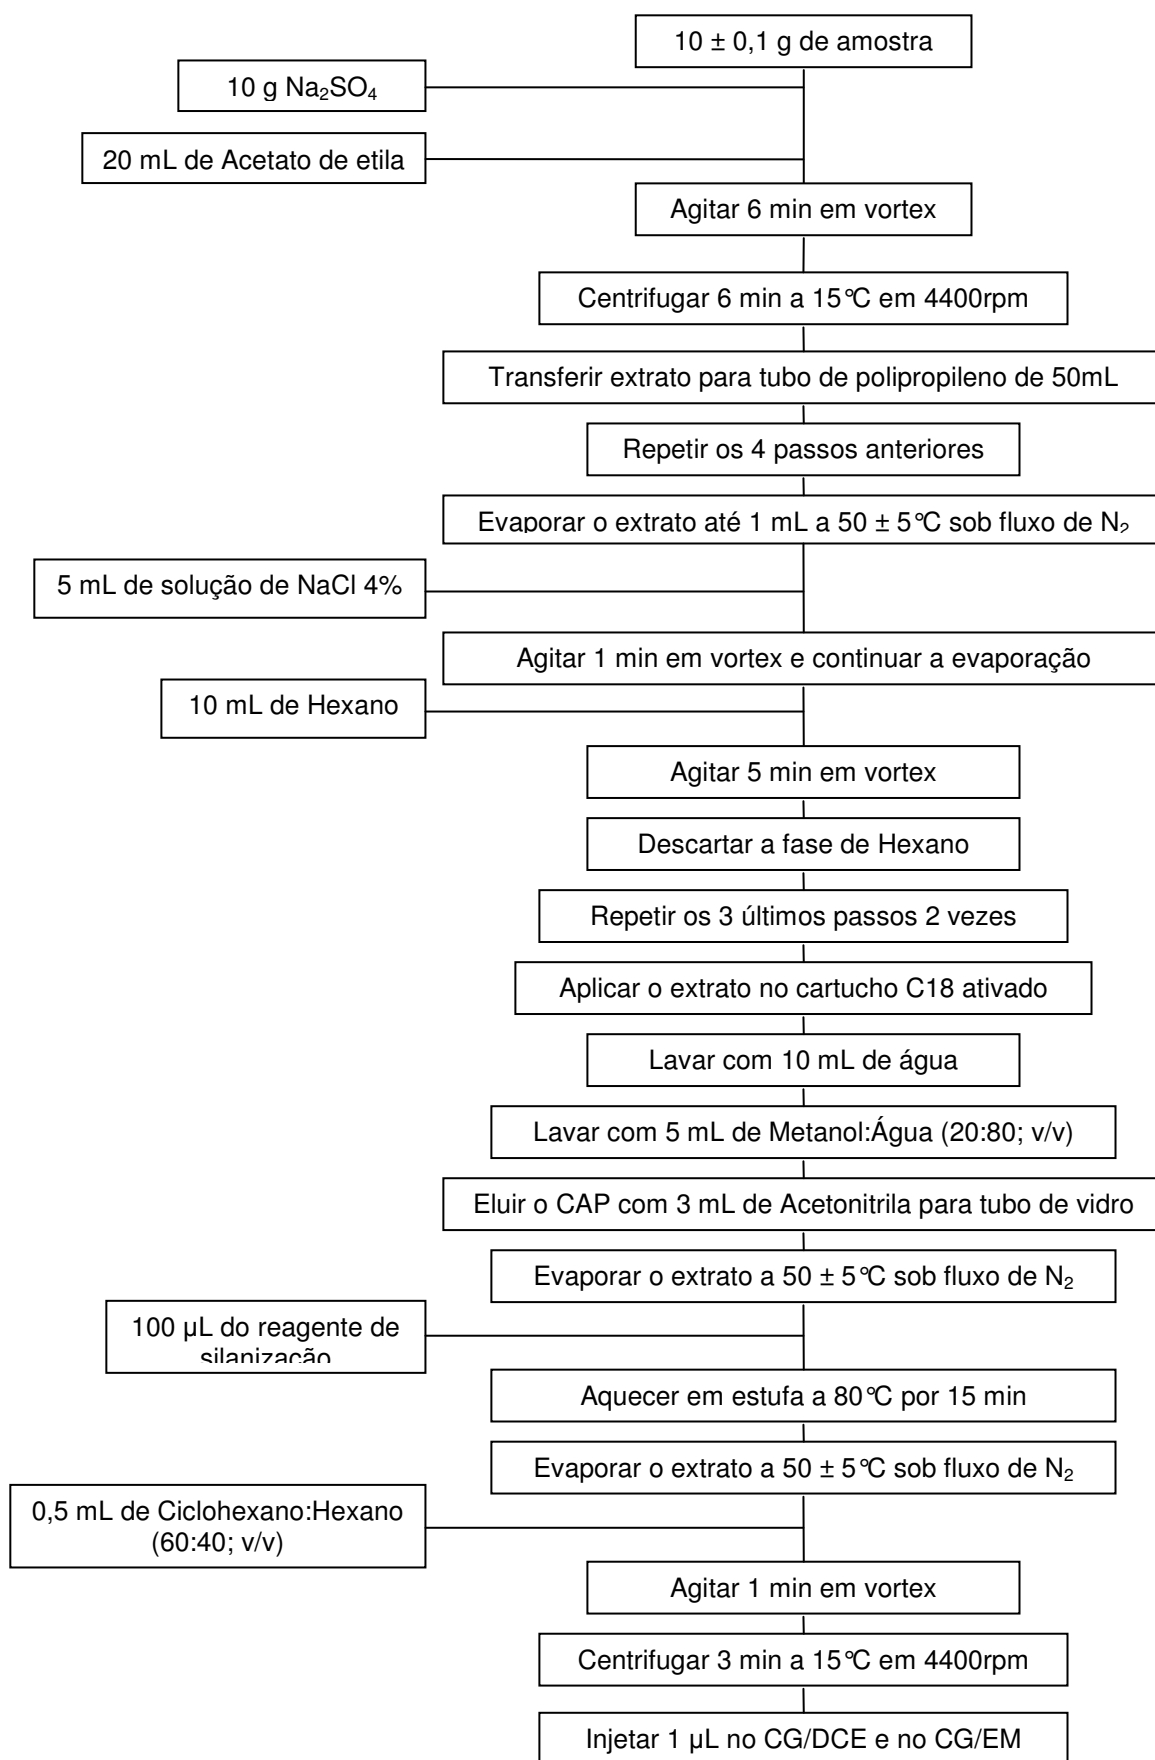 10 ± 0,1 g de amostra
10 g Na₂SO₄
20 mL de Acetato de etila
Agitar 6 min em vortex
Centrifugar 6 min a 15°C em 4400rpm
Transferir extrato para tubo de polipropileno de 50mL
Repetir os 4 passos anteriores
Evaporar o extrato até 1 mL a 50 ± 5°C sob fluxo de N₂
5 mL de solução de NaCl 4%
Agitar 1 min em vortex e continuar a evaporação
10 mL de Hexano
Agitar 5 min em vortex
Descartar a fase de Hexano
Repetir os 3 últimos passos 2 vezes
Aplicar o extrato no cartucho C18 ativado
Lavar com 10 mL de água
Lavar com 5 mL de Metanol:Água (20:80; v/v)
Eluir o CAP com 3 mL de Acetonitrila para tubo de vidro
Evaporar o extrato a 50 ± 5°C sob fluxo de N₂
100 µL do reagente de
silanização
Aquecer em estufa a 80°C por 15 min
Evaporar o extrato a 50 ± 5°C sob fluxo de N₂
0,5 mL de Ciclohexano:Hexano
(60:40; v/v)
Agitar 1 min em vortex
Centrifugar 3 min a 15°C em 4400rpm
Injetar 1 µL no CG/DCE e no CG/EM